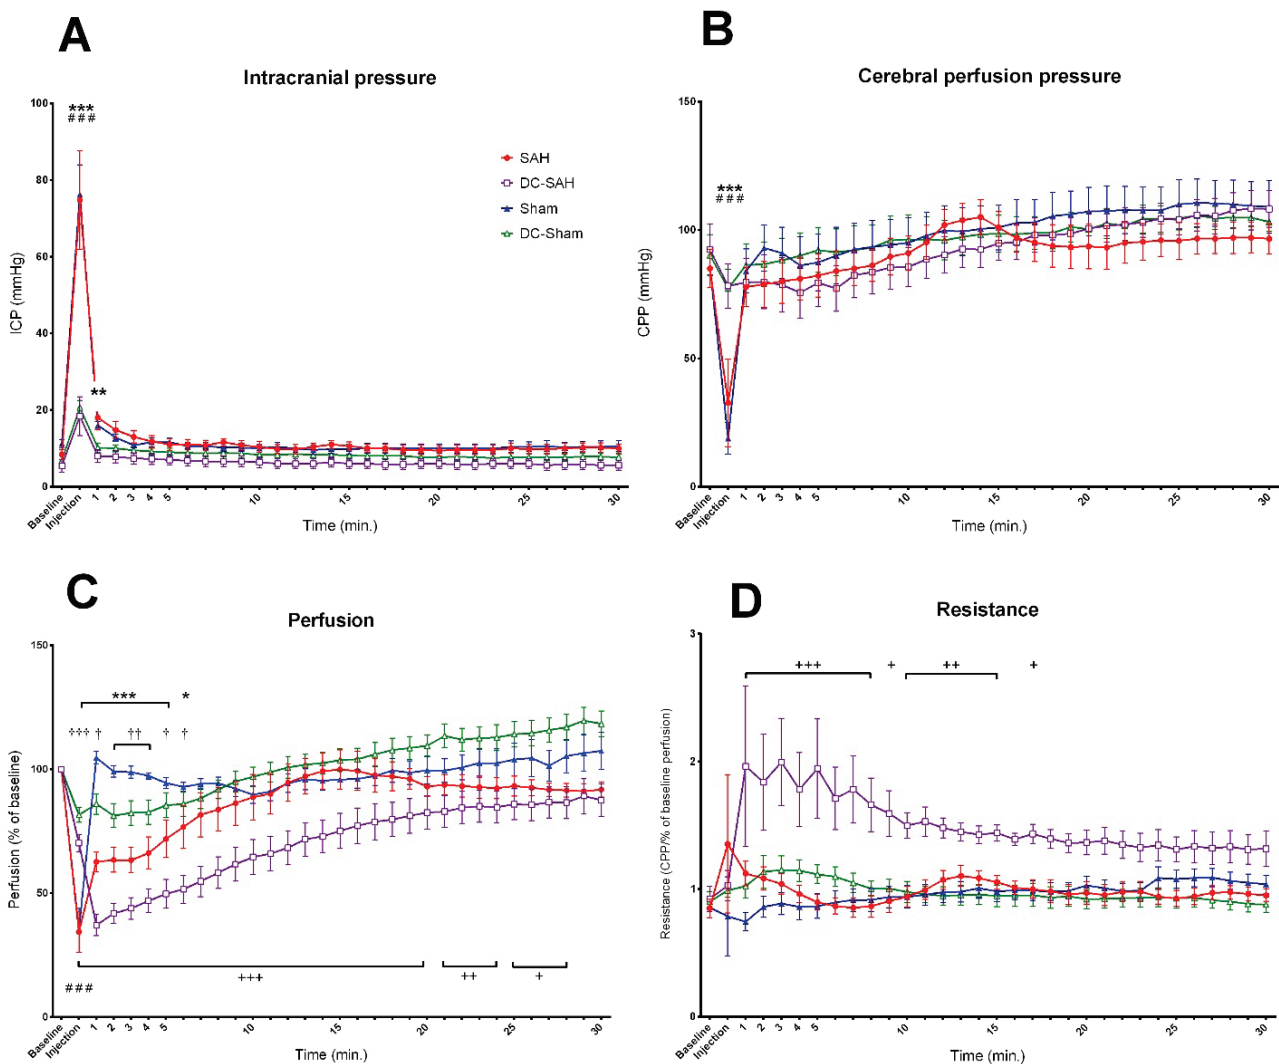 A
Intracranial pressure
100
80
60
40
20
0
ICP (mmHg)
***
###
**
SAH
DC-SAH
Sham
DC-Sham
Baseline
Injection
1
2
3
4
5
10
15
20
25
30
Time (min.)
B
Cerebral perfusion pressure
150
100
50
0
CPP (mmHg)
***
###
Baseline
Injection
1
2
3
4
5
10
15
20
25
30
Time (min.)
C
Perfusion
150
100
50
0
Perfusion (% of baseline)
***
*
††† † †† † †
+++
++
+
###
Baseline
Injection
1
2
3
4
5
10
15
20
25
30
Time (min.)
D
Resistance
3
2
1
0
Resistance (CPP/% of baseline perfusion)
+++ + ++ +
Baseline
Injection
1
2
3
4
5
10
15
20
25
30
Time (min.)